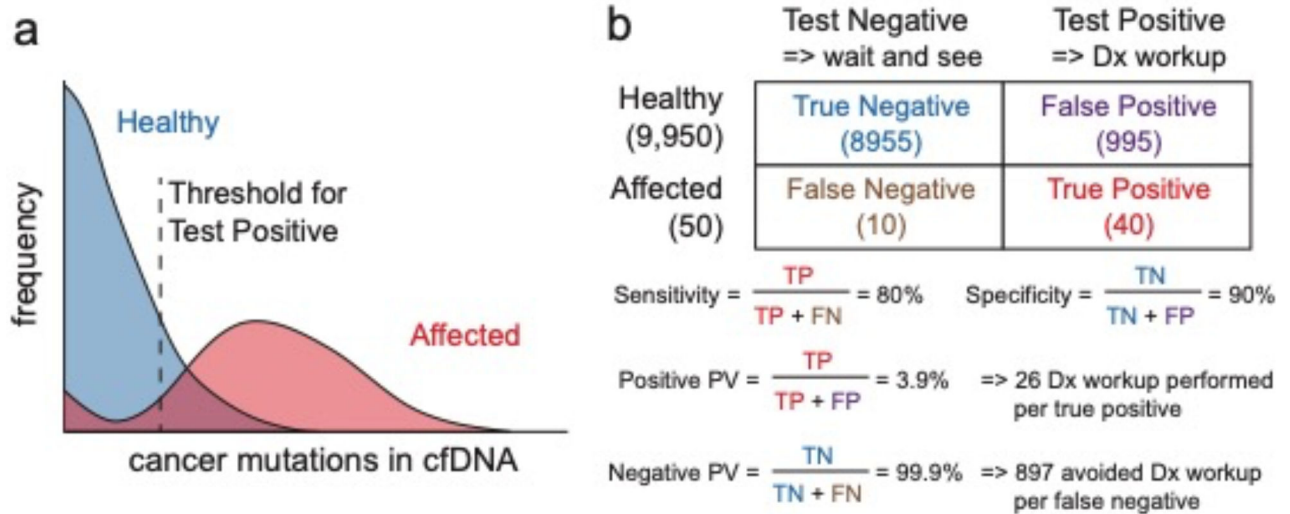 a
Healthy
Threshold for
Test Positive
Affected
frequency
cancer mutations in cfDNA
b
Test Negative
=> wait and see
Test Positive
=> Dx workup
Healthy
(9,950)
True Negative
(8955)
False Positive
(995)
Affected
(50)
False Negative
(10)
True Positive
(40)
Sensitivity = TP / TP + FN = 80%
Specificity = TN / TN + FP = 90%
Positive PV = TP / TP + FP = 3.9%
=> 26 Dx workup performed
per true positive
Negative PV = TN / TN + FN = 99.9%
=> 897 avoided Dx workup
per false negative